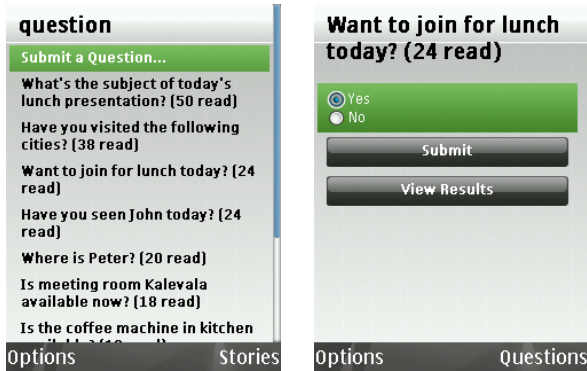 question
Submit a Question...
What's the subject of today's
lunch presentation? (50 read)
Have you visited the following
cities? (38 read)
Want to join for lunch today? (24
read)
Have you seen John today? (24
read)
Where is Peter? (20 read)
Is meeting room Kalevala
available now? (18 read)
Is the coffee machine in kitchen
Options
Stories
Want to join for lunch
today? (24 read)
Yes
No
Submit
View Results
Options
Questions